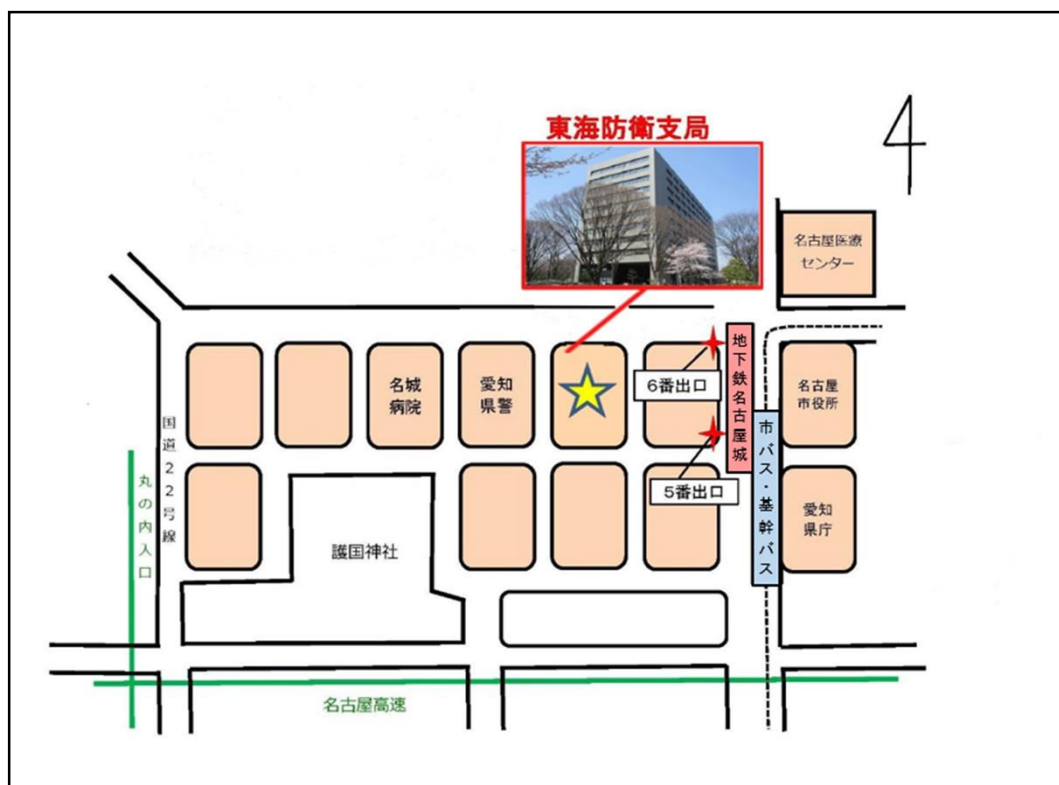 東海防衛支局
4
名古屋医療
センター
地下鉄名古屋城
6番出口
名城
病院
愛知
県警
名古屋
市役所
国道22号線
市バス・基幹バス
丸の内入口
5番出口
護国神社
愛知
県庁
名古屋高速